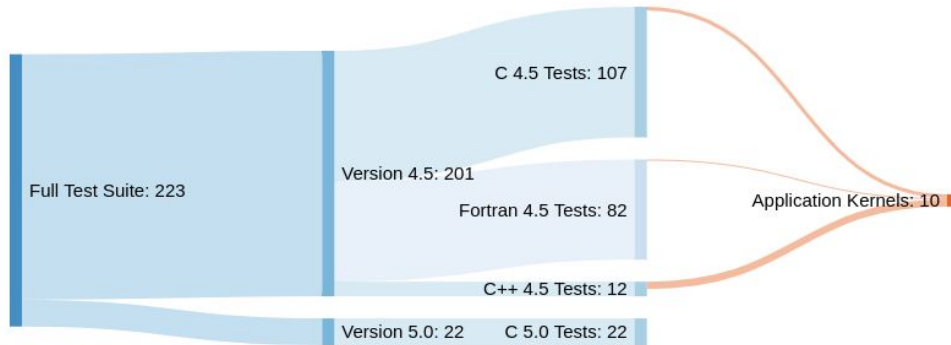 C 4.5 Tests: 107
Version 4.5: 201
Full Test Suite: 223
Application Kernels: 10
Fortran 4.5 Tests: 82
C++ 4.5 Tests: 12
Version 5.0: 22
C 5.0 Tests: 22